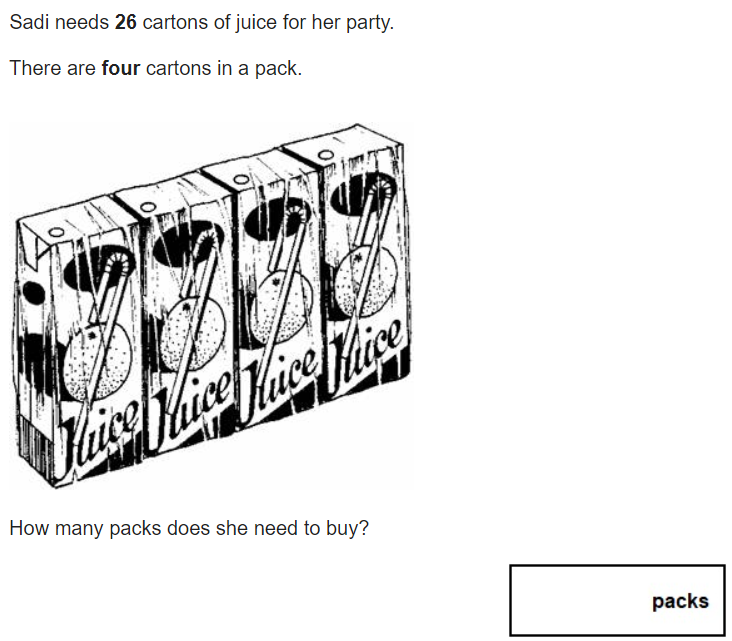 Sadi needs 26 cartons of juice for her party.
There are four cartons in a pack.
Juice Juice Juice Juice
How many packs does she need to buy?
packs